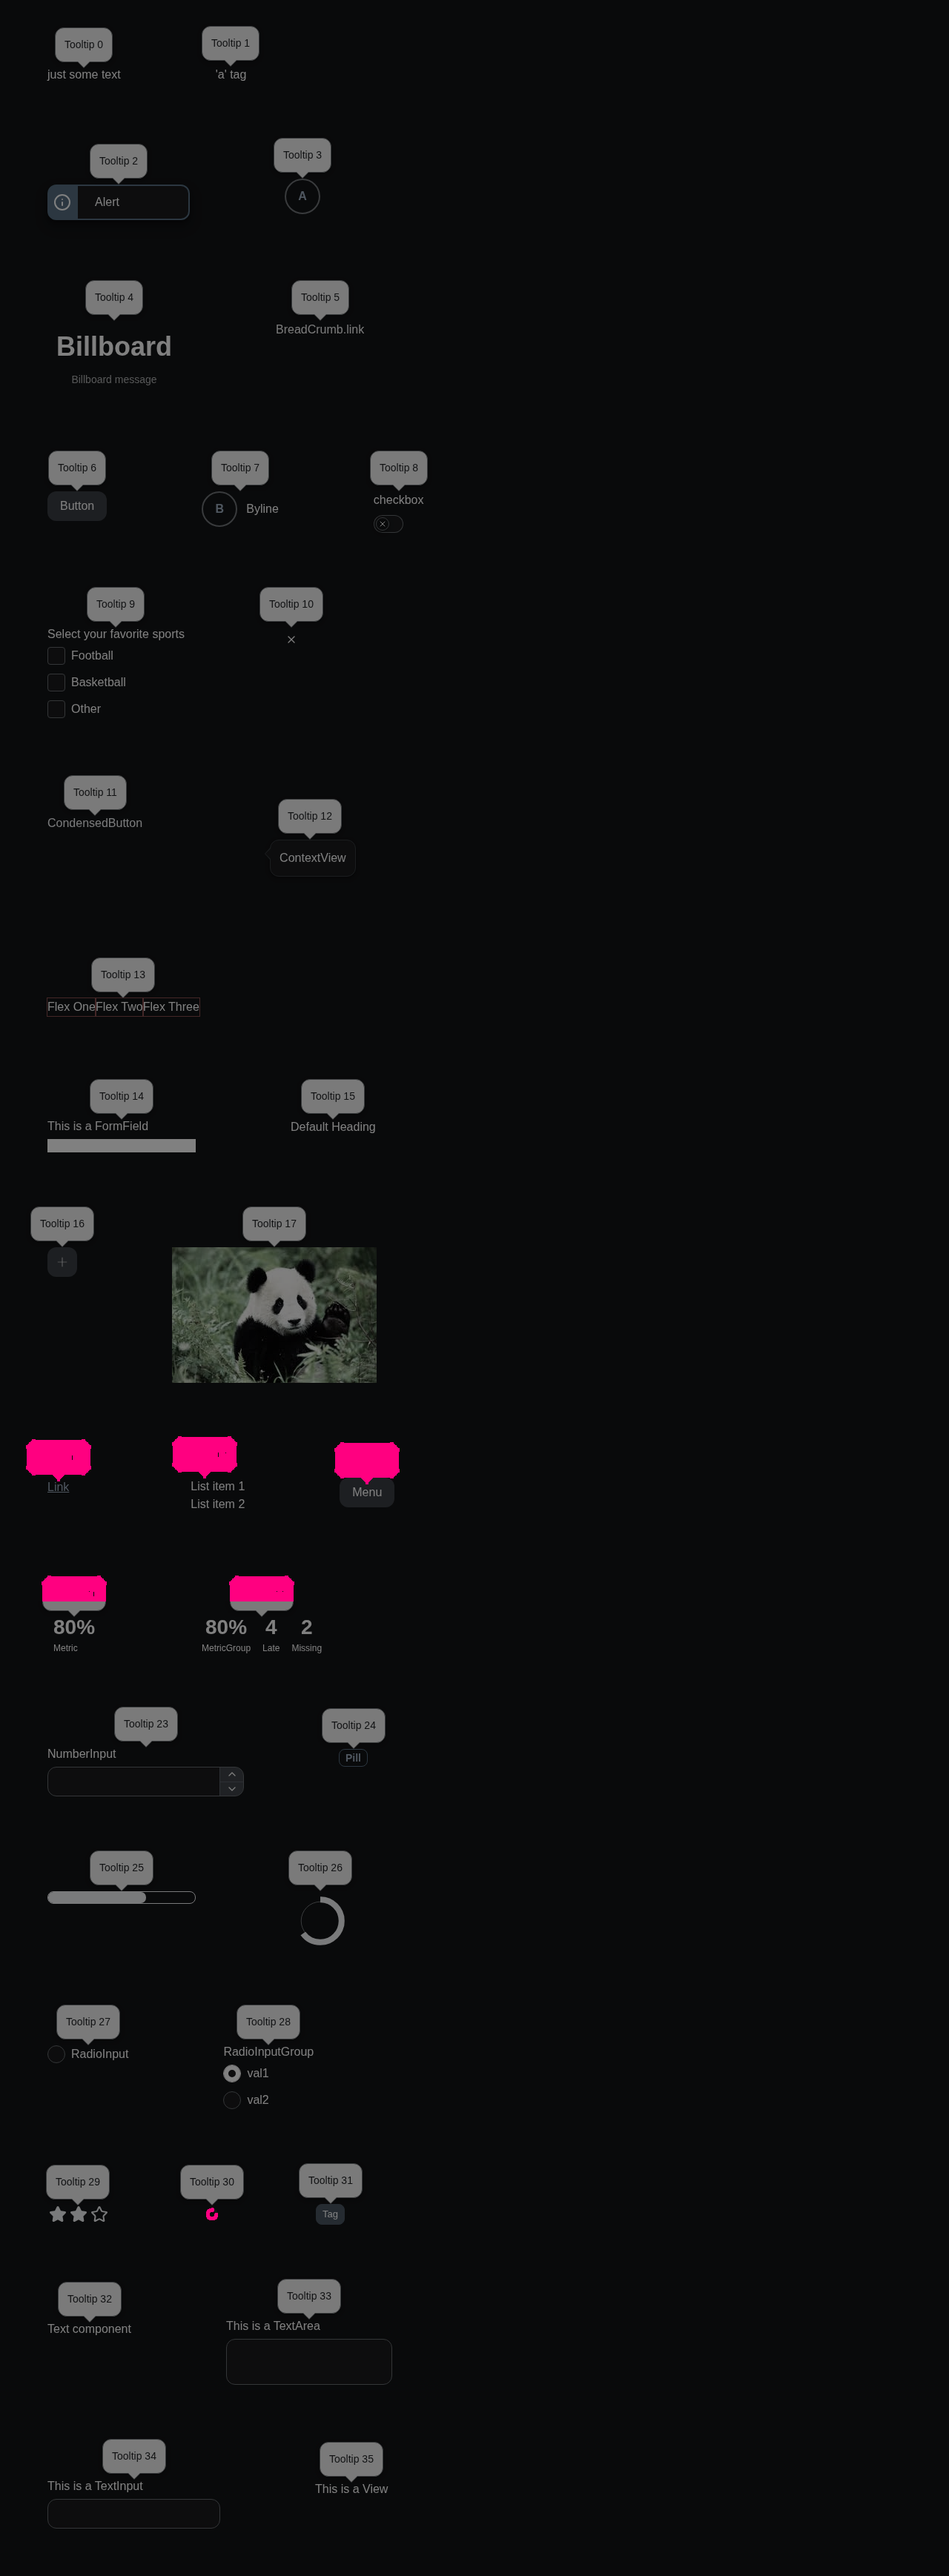 Tooltip 0
Tooltip 1
just some text
'a' tag
Tooltip 2
Tooltip 3
Alert
A
Tooltip 4
Tooltip 5
Billboard
BreadCrumb.link
Billboard message
Tooltip 6
Tooltip 7
Tooltip 8
Button
B
Byline
checkbox
Tooltip 9
Tooltip 10
Select your favorite sports
Football
Basketball
Other
Tooltip 11
Tooltip 12
CondensedButton
ContextView
Tooltip 13
Flex One
Flex Two
Flex Three
Tooltip 14
Tooltip 15
This is a FormField
Default Heading
Tooltip 16
Tooltip 17
Link
List item 1
List item 2
Menu
80%
Metric
80%
4
2
MetricGroup
Late
Missing
Tooltip 23
Tooltip 24
NumberInput
Pill
Tooltip 25
Tooltip 26
Tooltip 27
Tooltip 28
RadioInput
RadioInputGroup
val1
val2
Tooltip 29
Tooltip 30
Tooltip 31
Tag
Tooltip 32
Tooltip 33
Text component
This is a TextArea
Tooltip 34
Tooltip 35
This is a TextInput
This is a View